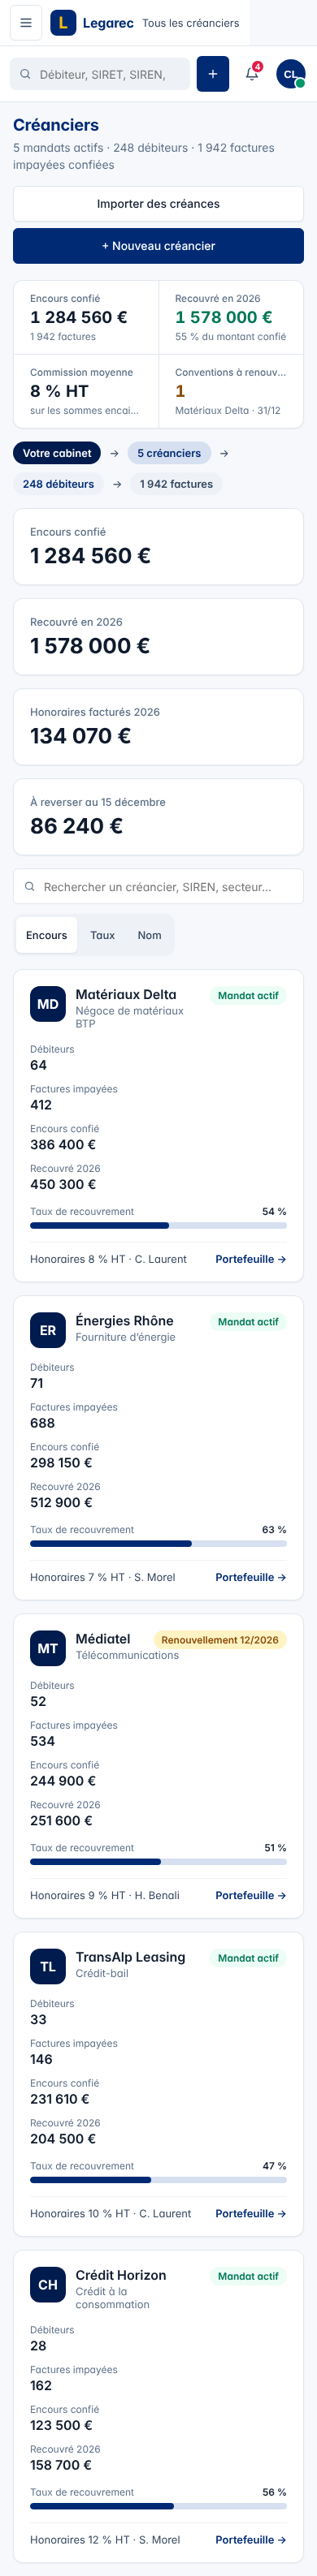 L Legarec Tous les créanciers
Débiteur, SIRET, SIREN,
+
4
CL
Créanciers
5 mandats actifs · 248 débiteurs · 1 942 factures
impayées confiées
Importer des créances
+ Nouveau créancier
Encours confié
1 284 560 €
1 942 factures
Recouvré en 2026
1 578 000 €
55 % du montant confié
Commission moyenne
8 % HT
sur les sommes encai...
Conventions à renouv...
1
Matériaux Delta · 31/12
Votre cabinet → 5 créanciers →
248 débiteurs → 1 942 factures
Encours confié
1 284 560 €
Recouvré en 2026
1 578 000 €
Honoraires facturés 2026
134 070 €
À reverser au 15 décembre
86 240 €
Rechercher un créancier, SIREN, secteur...
Encours Taux Nom
MD
Matériaux Delta
Négoce de matériaux
BTP
Mandat actif
Débiteurs
64
Factures impayées
412
Encours confié
386 400 €
Recouvré 2026
450 300 €
Taux de recouvrement 54 %
Honoraires 8 % HT · C. Laurent Portefeuille →
ER
Énergies Rhône
Fourniture d'énergie
Mandat actif
Débiteurs
71
Factures impayées
688
Encours confié
298 150 €
Recouvré 2026
512 900 €
Taux de recouvrement 63 %
Honoraires 7 % HT · S. Morel Portefeuille →
MT
Médiatel
Télécommunications
Renouvellement 12/2026
Débiteurs
52
Factures impayées
534
Encours confié
244 900 €
Recouvré 2026
251 600 €
Taux de recouvrement 51 %
Honoraires 9 % HT · H. Benali Portefeuille →
TL
TransAlp Leasing
Crédit-bail
Mandat actif
Débiteurs
33
Factures impayées
146
Encours confié
231 610 €
Recouvré 2026
204 500 €
Taux de recouvrement 47 %
Honoraires 10 % HT · C. Laurent Portefeuille →
CH
Crédit Horizon
Crédit à la
consommation
Mandat actif
Débiteurs
28
Factures impayées
162
Encours confié
123 500 €
Recouvré 2026
158 700 €
Taux de recouvrement 56 %
Honoraires 12 % HT · S. Morel Portefeuille →